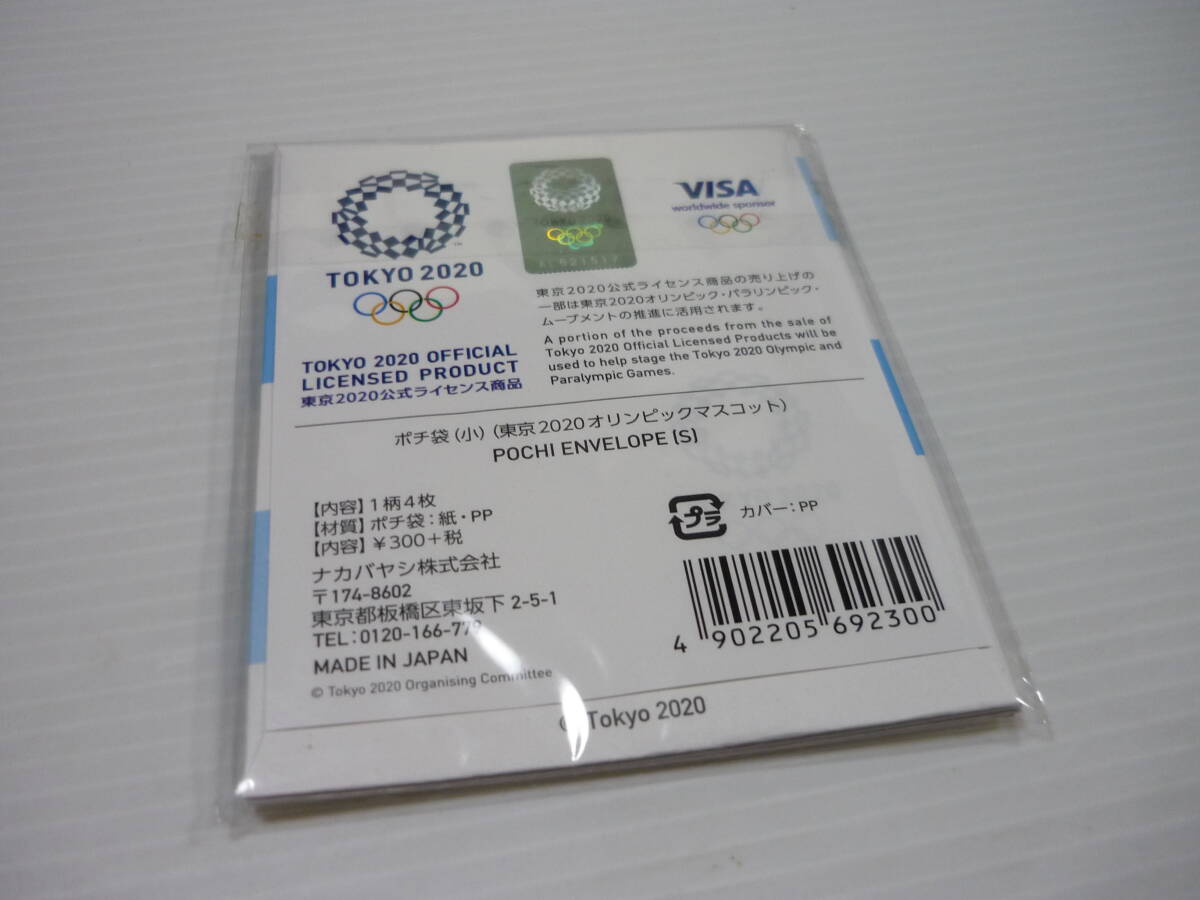 TOKYO 2020
TOKYO 2020 OFFICIAL
LICENSED PRODUCT
東京2020公式ライセンス商品
VISA
worldwide sponsor
東京2020公式ライセンス商品の売り上げの
一部は東京2020オリンピック・パラリンピック・
ムーブメントの推進に活用されます。
A portion of the proceeds from the sale of
Tokyo 2020 Official Licensed Products will be
used to help stage the Tokyo 2020 Olympic and
Paralympic Games.
ポチ袋(小)(東京2020オリンピックマスコット)
POCHI ENVELOPE (S)
【内容】1柄4枚
【材質】ポチ袋:紙・PP
【内容】¥300+税
ナカバヤシ株式会社
〒174-8602
東京都板橋区東坂下 2-5-1
TEL:0120-166-779
MADE IN JAPAN
© Tokyo 2020 Organising Committee
プラ
カバー:PP
4 902205 692300
© Tokyo 2020